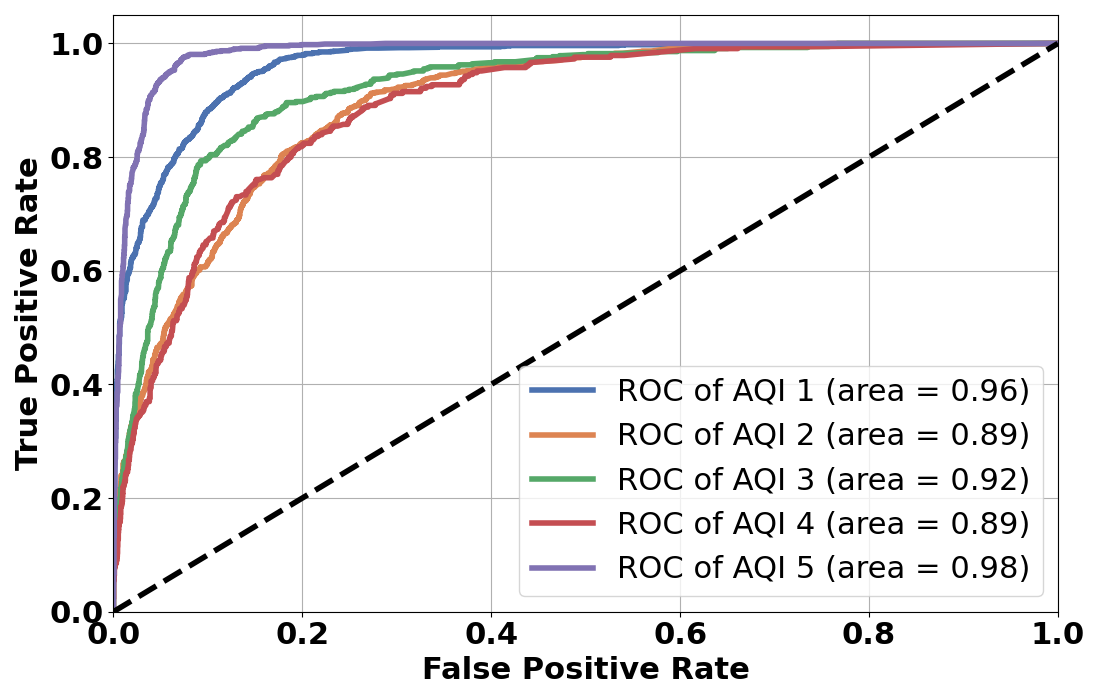 True Positive Rate
1.0
0.8
0.6
0.4
0.2
0.0
ROC of AQI 1 (area = 0.96)
ROC of AQI 2 (area = 0.89)
ROC of AQI 3 (area = 0.92)
ROC of AQI 4 (area = 0.89)
ROC of AQI 5 (area = 0.98)
0.0 0.2 0.4 0.6 0.8 1.0
False Positive Rate